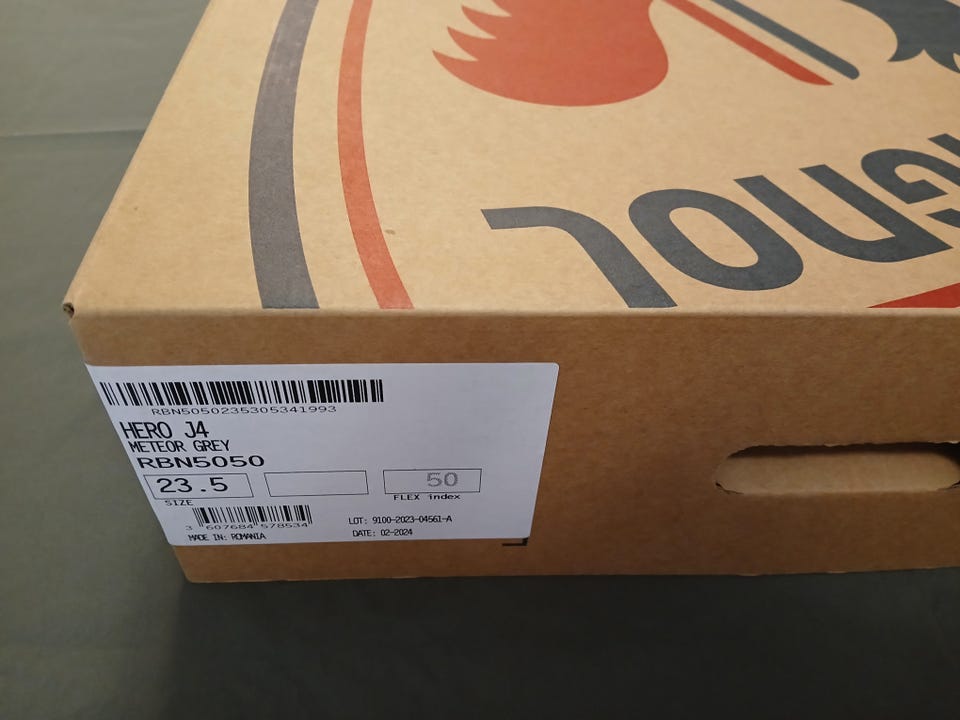 GNOL
RBN5050235305341993
HERO J4
METEOR GREY
RBN5050
23.5
50
SIZE
FLEX index
3 607684 578534
LOT: 9100-2023-04561-A
MADE IN: ROMANIA
DATE: 02-2024